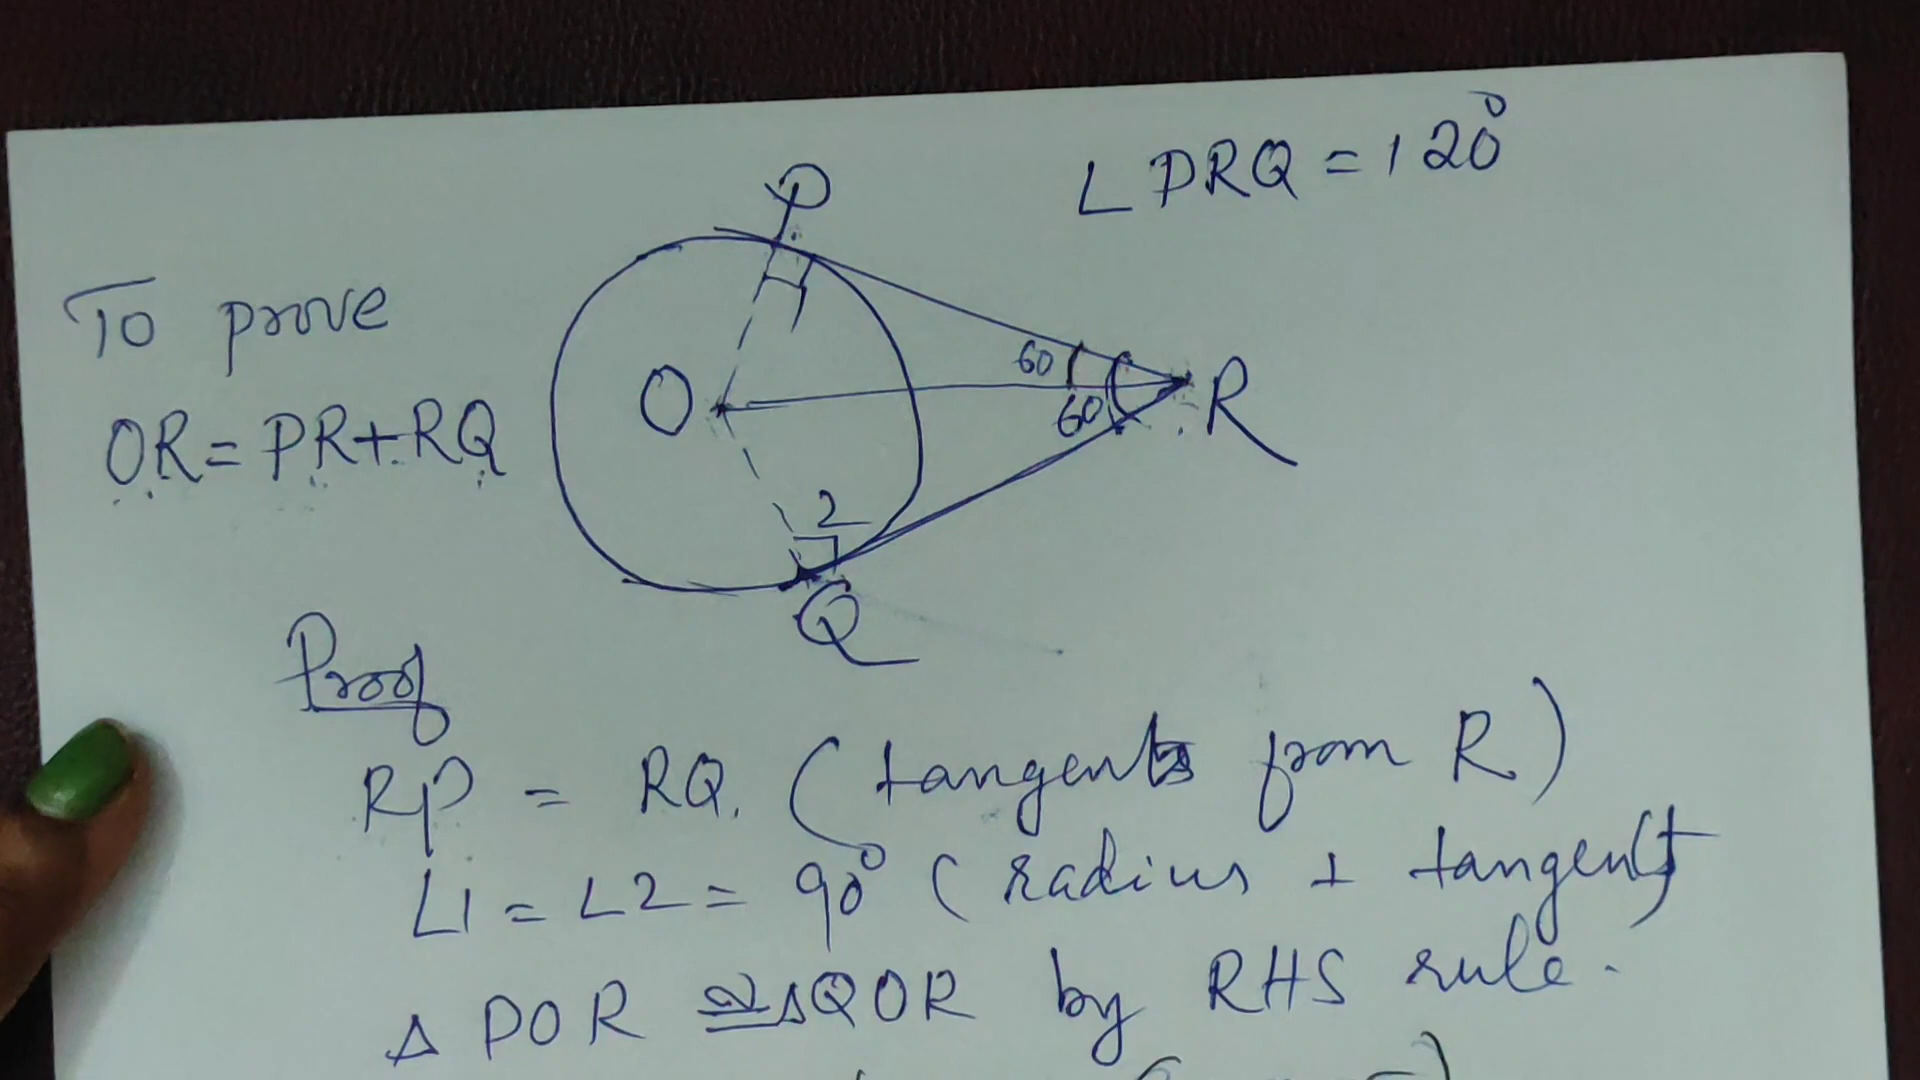 ∠PRQ = 120°
P
To prove
OR = PR + RQ
O
60
60
R
2
Q
Proof
RP = RQ. (tangents from R)
∠1 = ∠2 = 90° (radius ⊥ tangent)
△ POR ≅ △QOR by RHS rule.